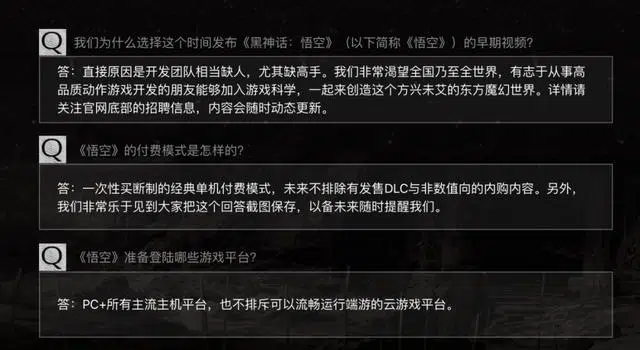 Q 我们为什么选择这个时间发布《黑神话：悟空》（以下简称《悟空》）的早期视频？
答：直接原因是开发团队相当缺人，尤其缺高手。我们非常渴望全国乃至全世界，有志于从事高
品质动作游戏开发的朋友能够加入游戏科学，一起来创造这个方兴未艾的东方魔幻世界。详情请
关注官网底部的招聘信息，内容会随时动态更新。
Q 《悟空》的付费模式是怎样的？
答：一次性买断制的经典单机付费模式，未来不排除有发售DLC与非数值向的内购内容。另外，
我们非常乐于见到大家把这个回答截图保存，以备未来随时提醒我们。
Q 《悟空》准备登陆哪些游戏平台？
答：PC+所有主流主机平台，也不排斥可以流畅运行端游的云游戏平台。